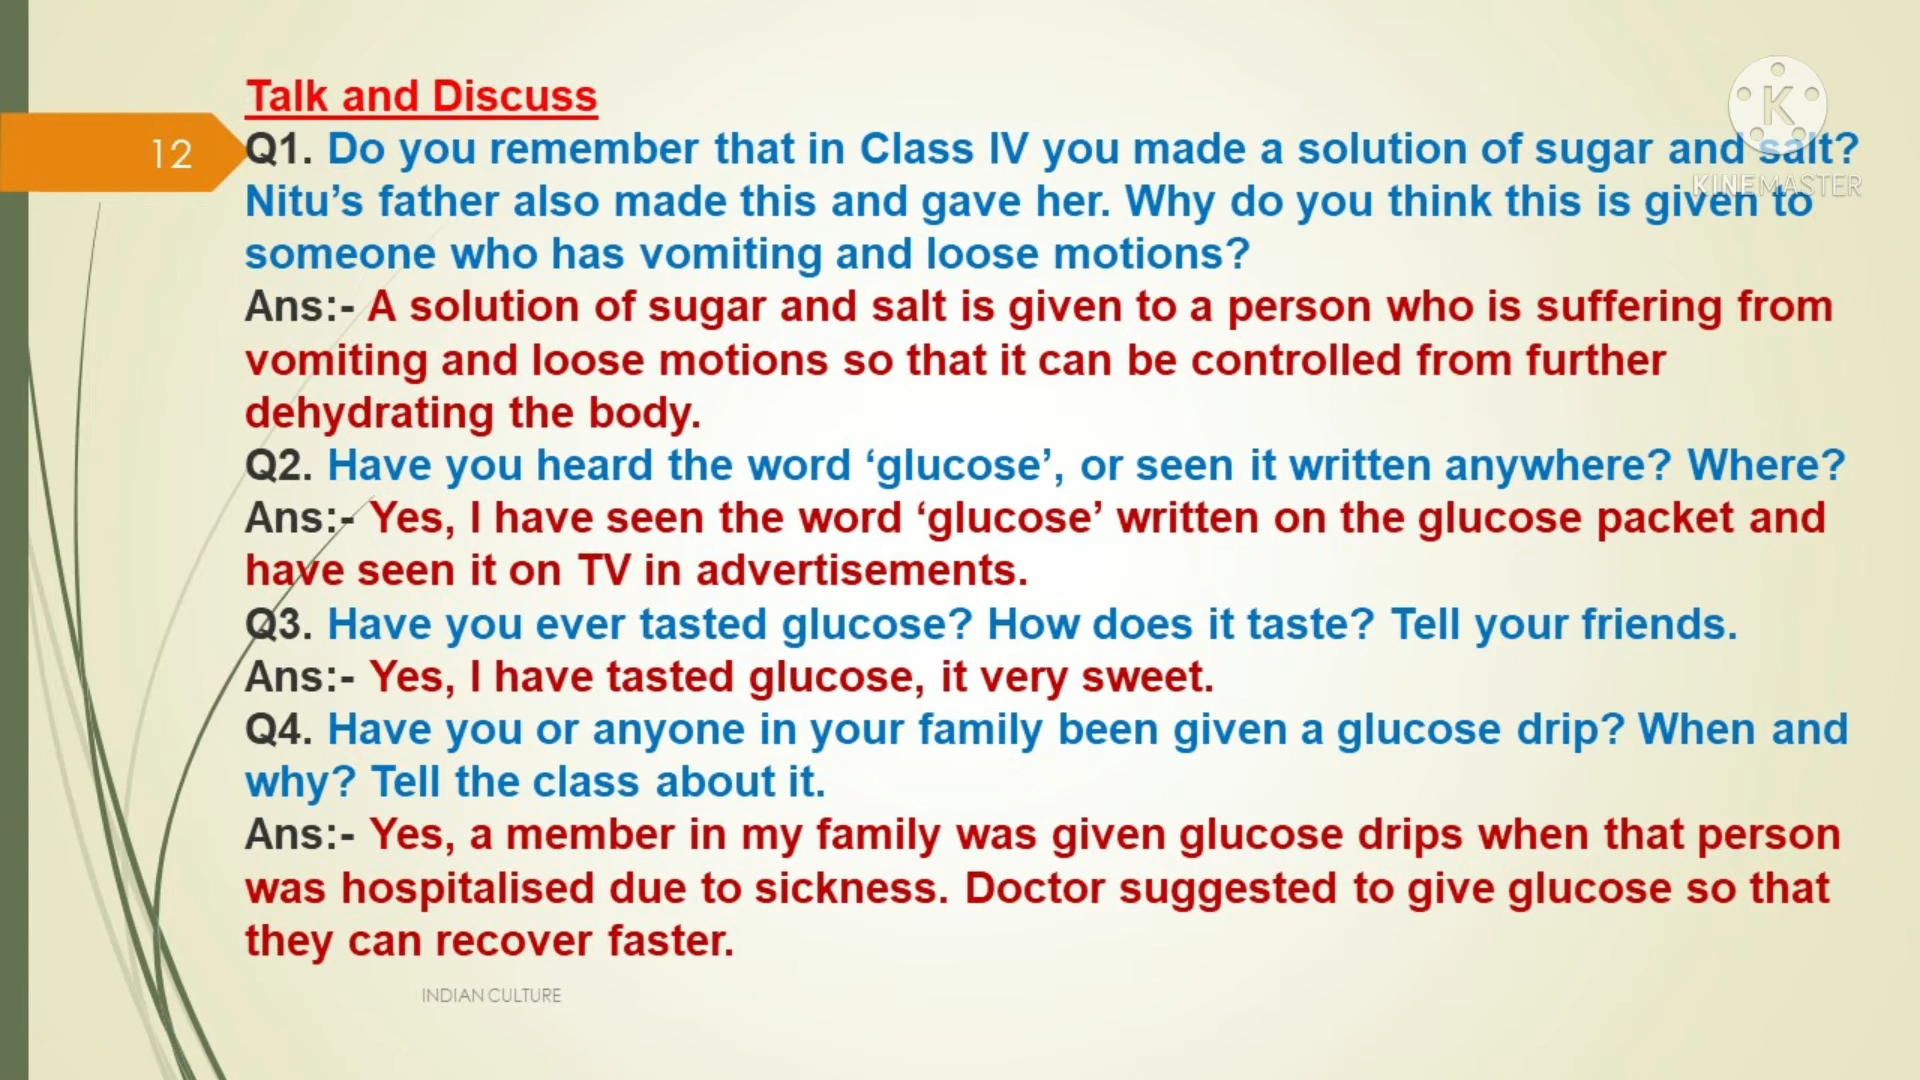 Talk and Discuss
12
Q1. Do you remember that in Class IV you made a solution of sugar and salt?
Nitu’s father also made this and gave her. Why do you think this is given to
someone who has vomiting and loose motions?
Ans:- A solution of sugar and salt is given to a person who is suffering from
vomiting and loose motions so that it can be controlled from further
dehydrating the body.
Q2. Have you heard the word ‘glucose’, or seen it written anywhere? Where?
Ans:- Yes, I have seen the word ‘glucose’ written on the glucose packet and
have seen it on TV in advertisements.
Q3. Have you ever tasted glucose? How does it taste? Tell your friends.
Ans:- Yes, I have tasted glucose, it very sweet.
Q4. Have you or anyone in your family been given a glucose drip? When and
why? Tell the class about it.
Ans:- Yes, a member in my family was given glucose drips when that person
was hospitalised due to sickness. Doctor suggested to give glucose so that
they can recover faster.
INDIAN CULTURE
K
KINEMASTER